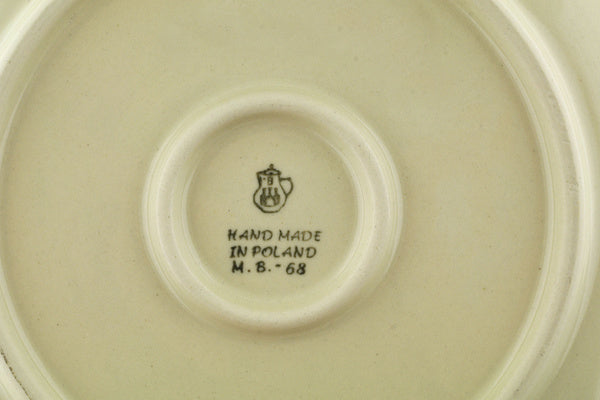 HAND MADE
IN POLAND
M. B. - 68